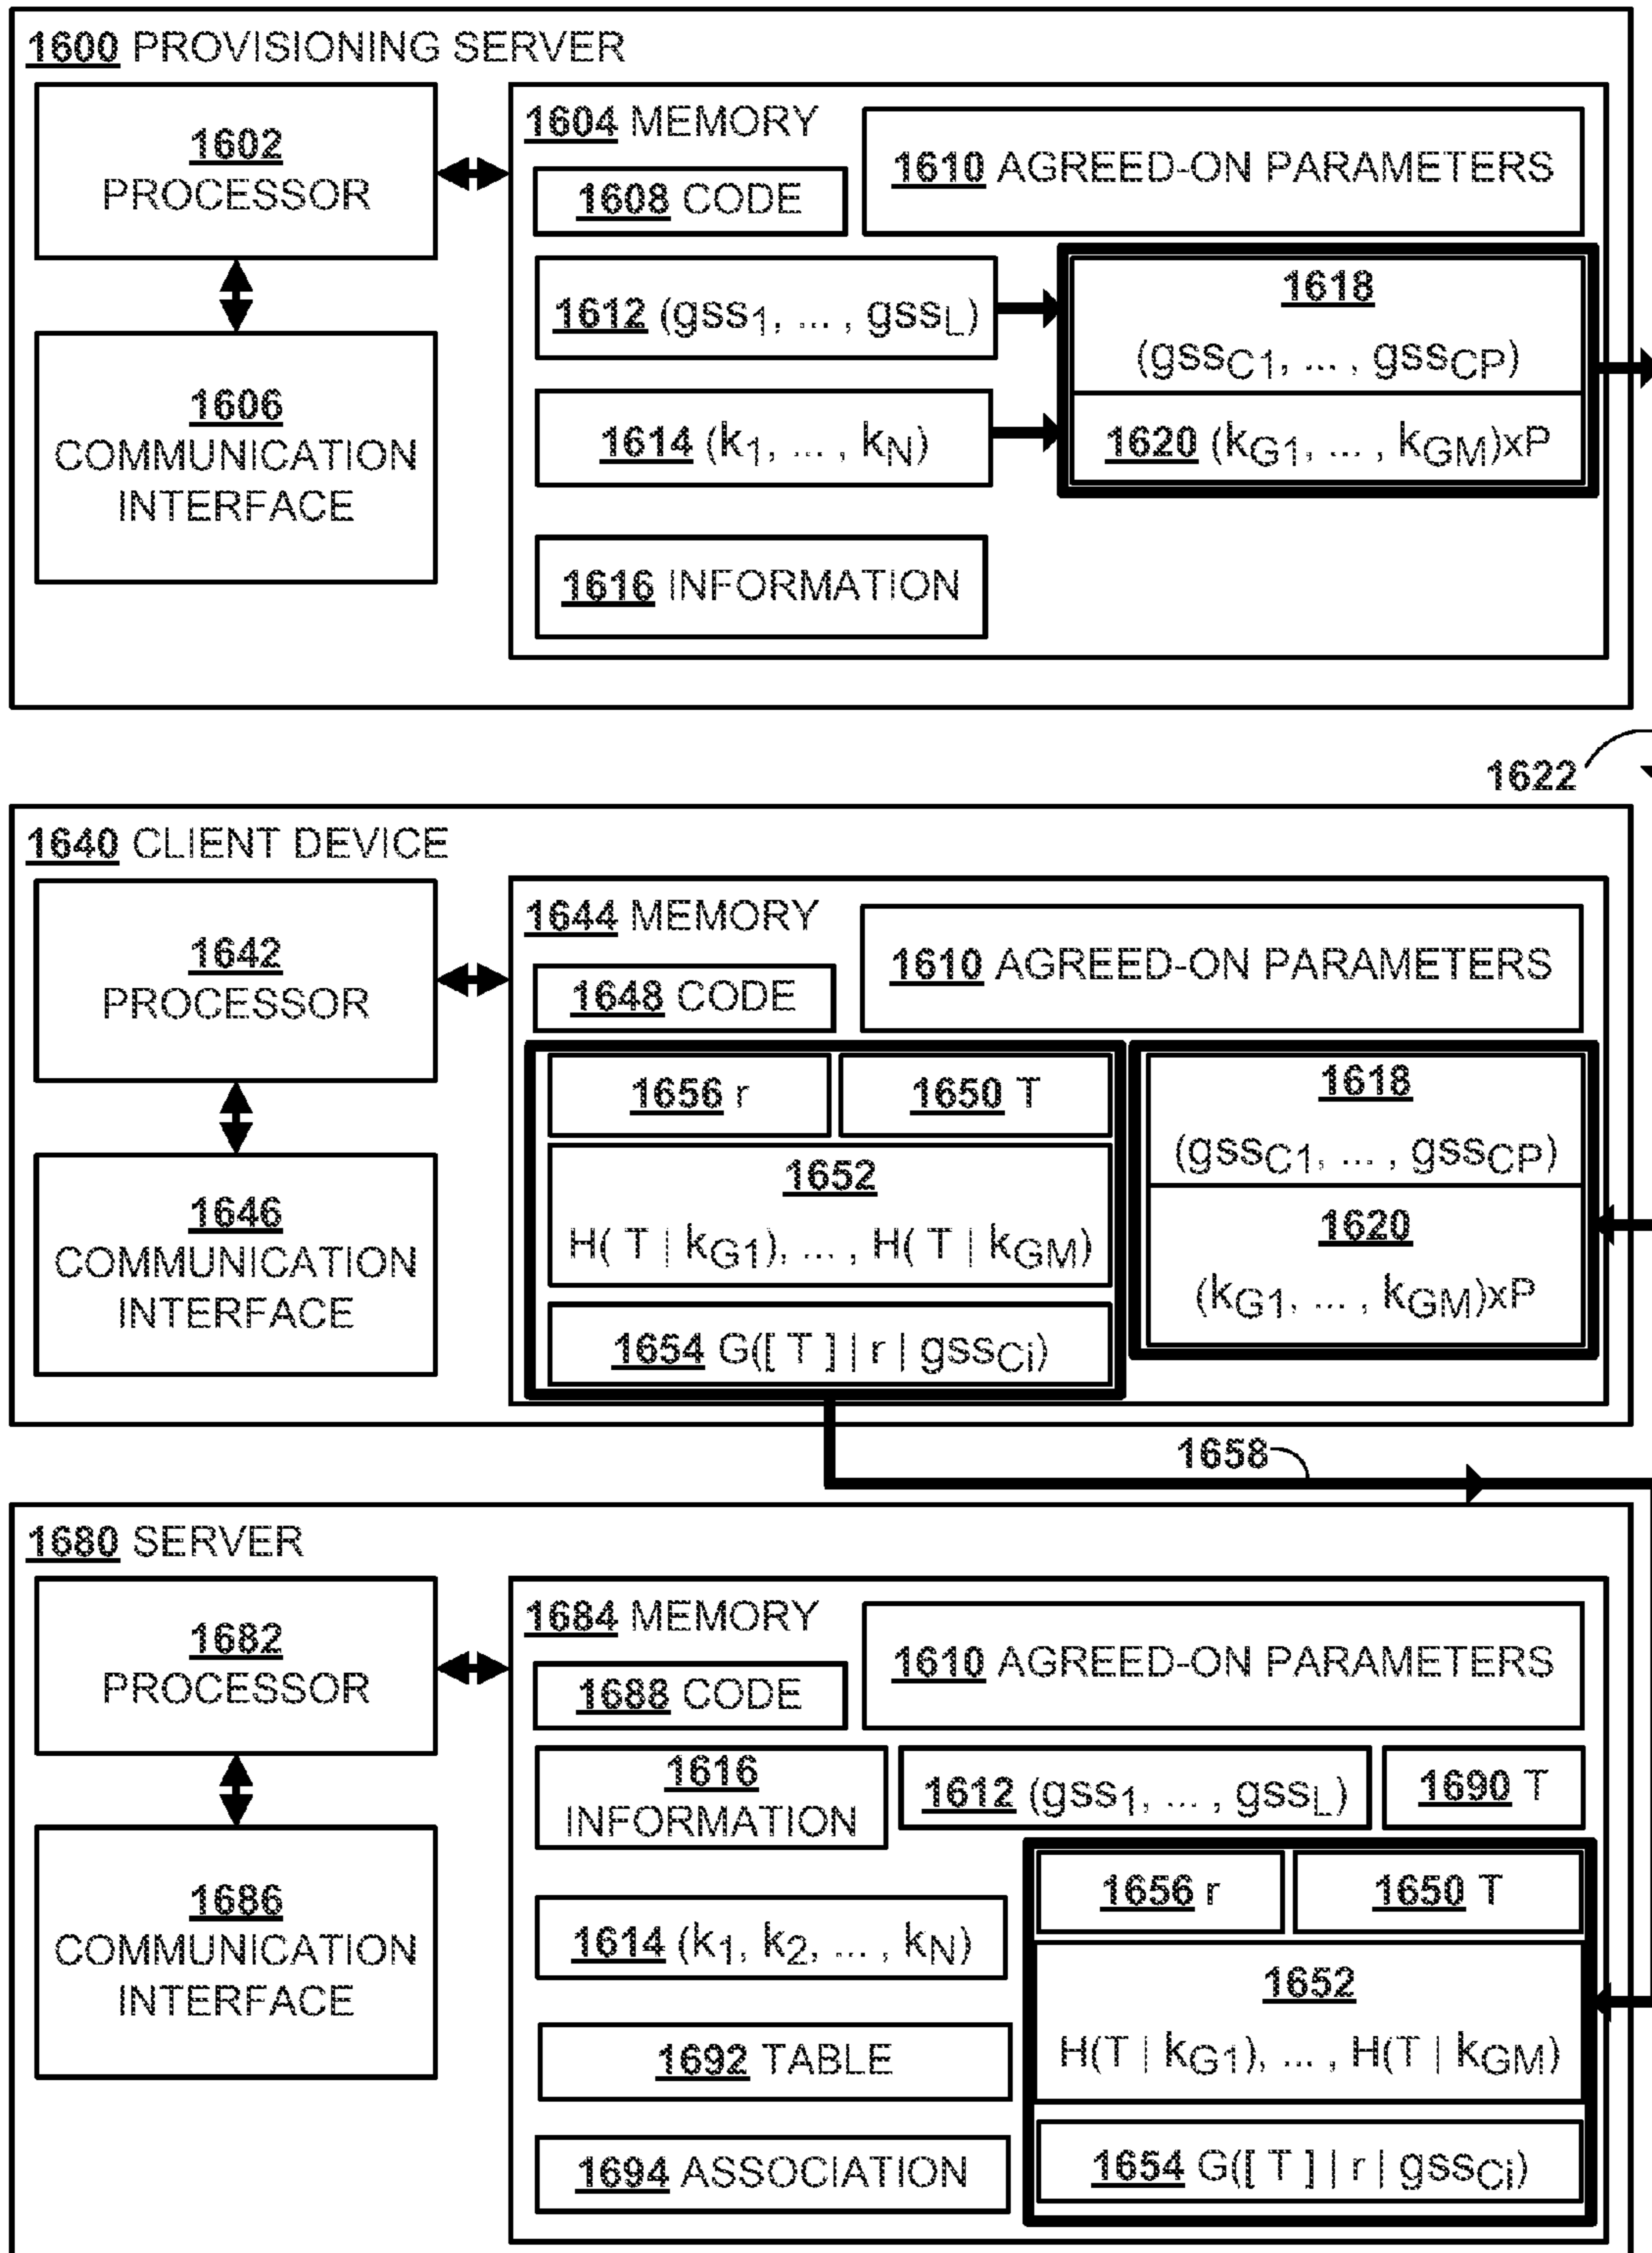 1600 PROVISIONING SERVER
1602
PROCESSOR
1606
COMMUNICATION
INTERFACE
1604 MEMORY
1608 CODE
1610 AGREED-ON PARAMETERS
1612 (gss1, ... , gssL)
1614 (k1, ... , kN)
1616 INFORMATION
1618
(gssC1, ... , gssCP)
1620 (kG1, ... , kGM)xP
1622
1640 CLIENT DEVICE
1642
PROCESSOR
1646
COMMUNICATION
INTERFACE
1644 MEMORY
1648 CODE
1610 AGREED-ON PARAMETERS
1656 r
1650 T
1652
H( T | kG1), ... , H( T | kGM)
1654 G([ T ] | r | gssCi)
1618
(gssC1, ... , gssCP)
1620
(kG1, ... , kGM)xP
1658
1680 SERVER
1682
PROCESSOR
1686
COMMUNICATION
INTERFACE
1684 MEMORY
1688 CODE
1610 AGREED-ON PARAMETERS
1616
INFORMATION
1612 (gss1, ... , gssL)
1690 T
1614 (k1, k2, ... , kN)
1692 TABLE
1694 ASSOCIATION
1656 r
1650 T
1652
H(T | kG1), ... , H(T | kGM)
1654 G([ T ] | r | gssCi)